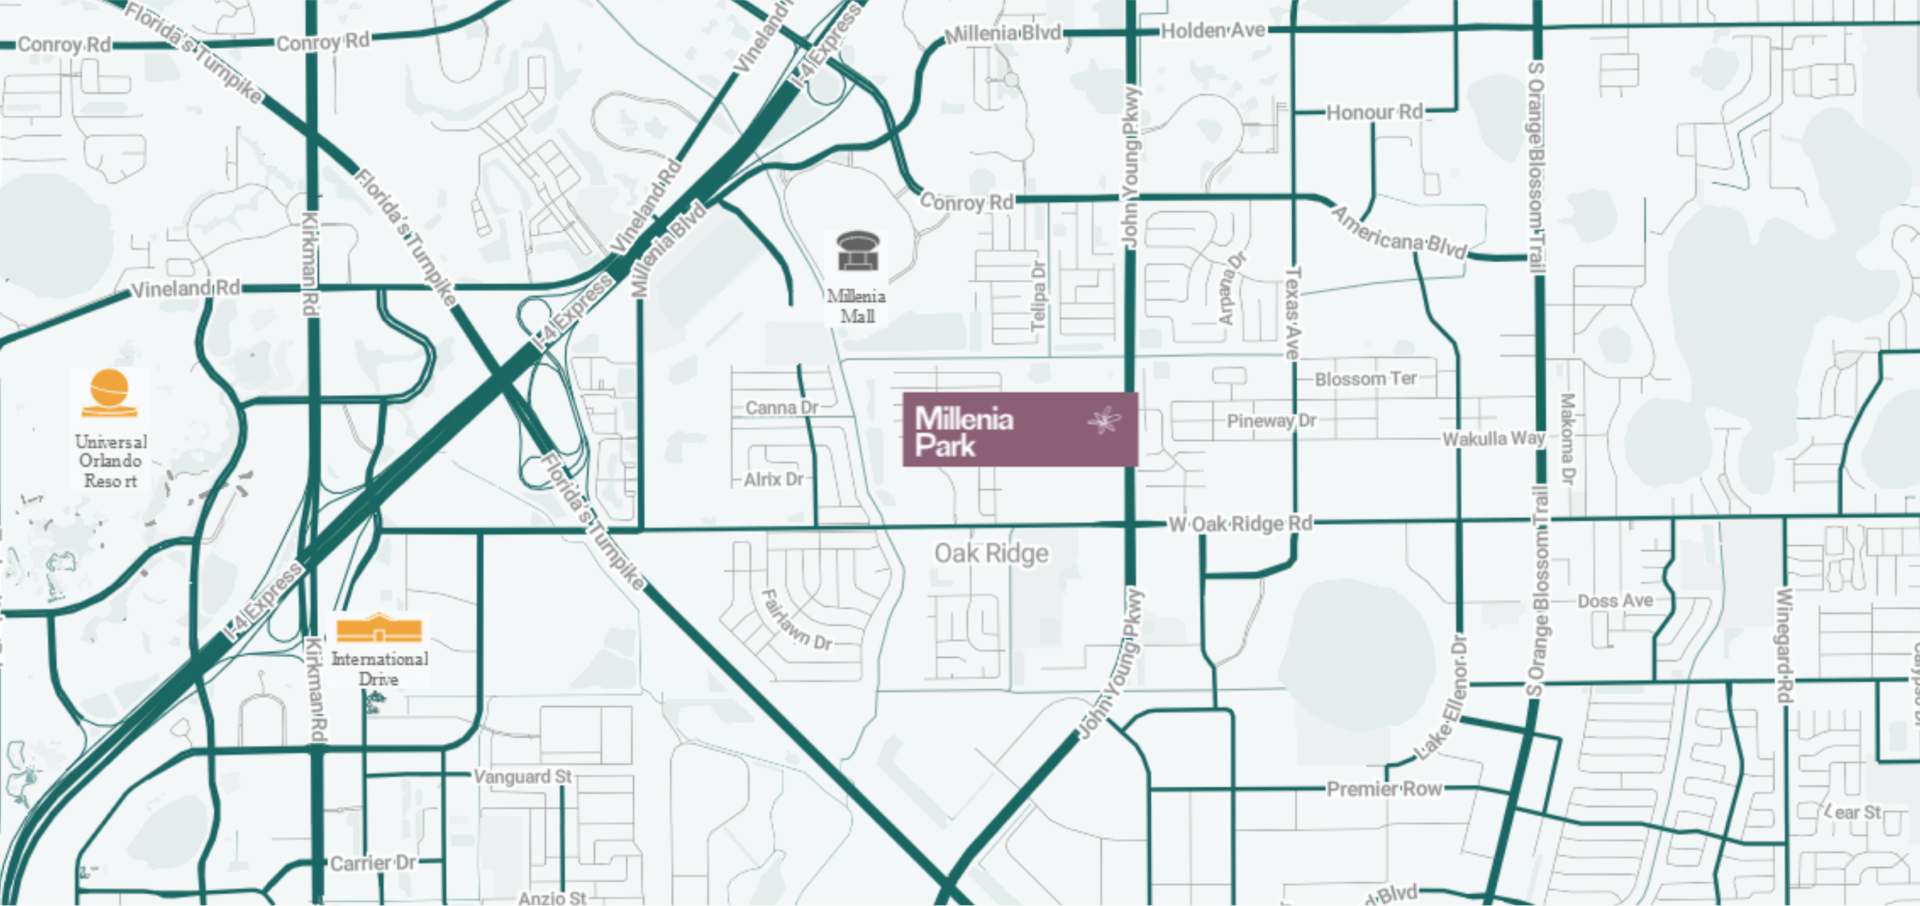 Florida's Turnpike
Conroy Rd
Conroy Rd
Vineland
I-4 Express
Millenia Blvd
Holden Ave
S Orange Blossom Trail
Honour Rd
John Young Pkwy
Florida's Turnpike
Kirkman Rd
Vineland Rd
Millenia Blvd
Conroy Rd
Americana Blvd
Vineland Rd
I-4 Express
Millenia
Mall
Telipa Dr
Arpana Dr
Texas Ave
Blossom Ter
Universal
Orlando
Resort
Canna Dr
Millenia
Park
Pineway Dr
Wakulla Way
Makoma Dr
Alrix Dr
Florida's Turnpike
W Oak Ridge Rd
Oak Ridge
S Orange Blossom Trail
I-4 Express
Fairlawn Dr
John Young Pkwy
Doss Ave
Winegard Rd
International
Drive
Kirkman Rd
Lake Ellenor Dr
Vanguard St
Premier Row
Lear St
Carrier Dr
Anzio St
Blvd